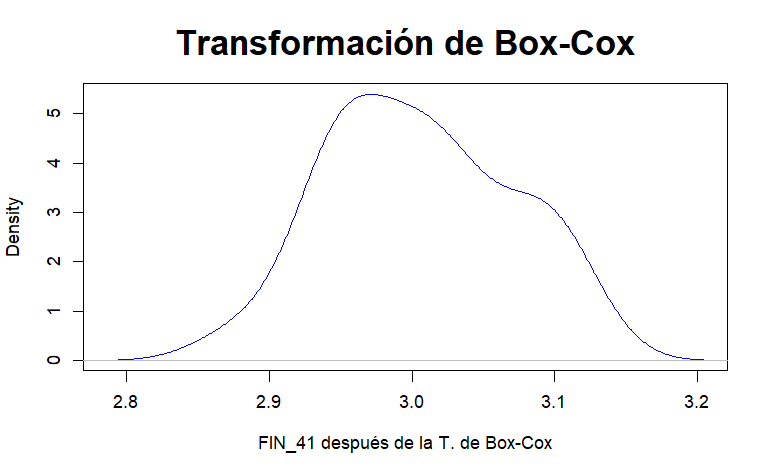 Transformación de Box-Cox
Density
5
4
3
2
1
0
2.8 2.9 3.0 3.1 3.2
FIN_41 después de la T. de Box-Cox